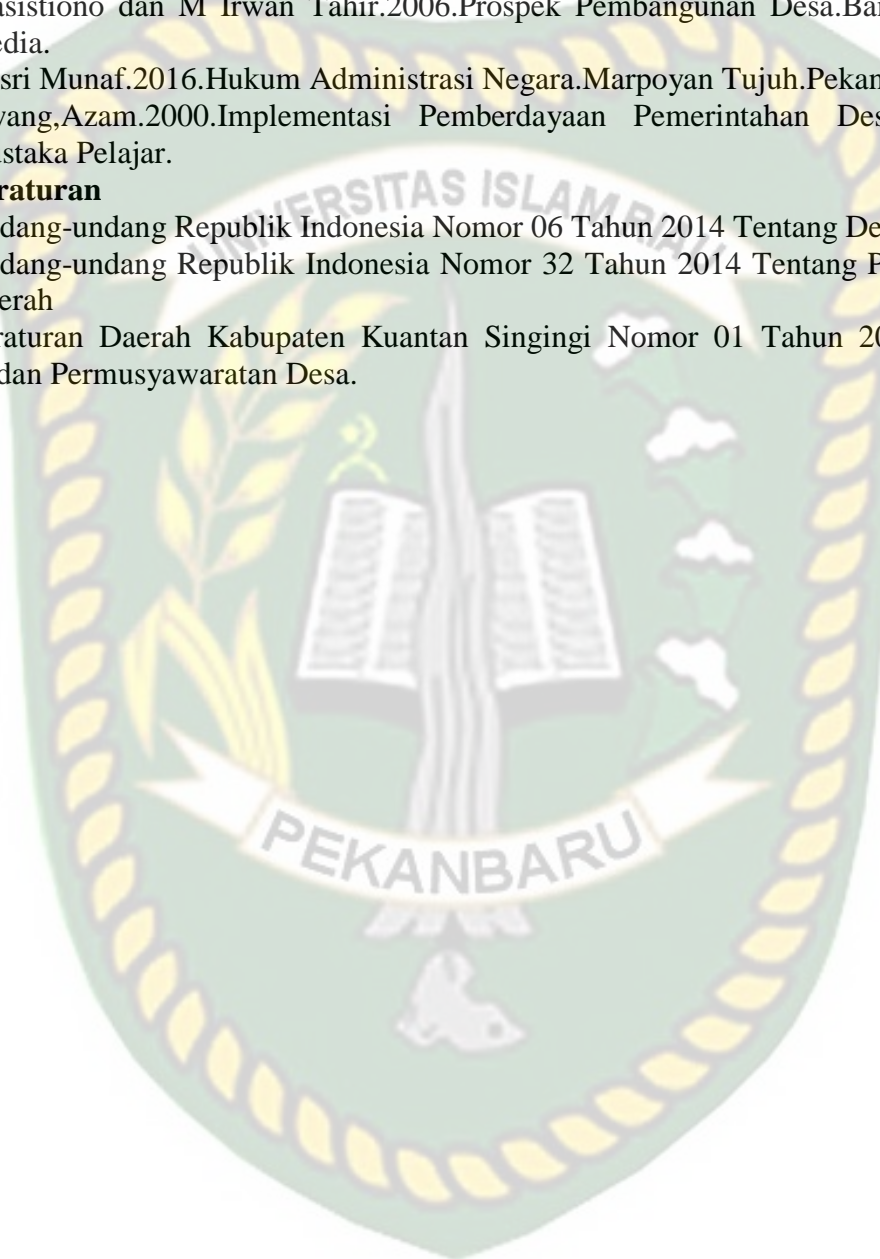 asistiono dan M Irwan Tahir.2006.Prospek Pembangunan Desa.Ban
edia.
sri Munaf.2016.Hukum Administrasi Negara.Marpoyan Tujuh.Pekan
yang,Azam.2000.Implementasi Pemberdayaan Pemerintahan Des
ustaka Pelajar.
raturan
dang-undang Republik Indonesia Nomor 06 Tahun 2014 Tentang De
dang-undang Republik Indonesia Nomor 32 Tahun 2014 Tentang P
erah
raturan Daerah Kabupaten Kuantan Singingi Nomor 01 Tahun 20
dan Permusyawaratan Desa.
UNIVERSITAS ISLAM RIAU
PEKANBARU